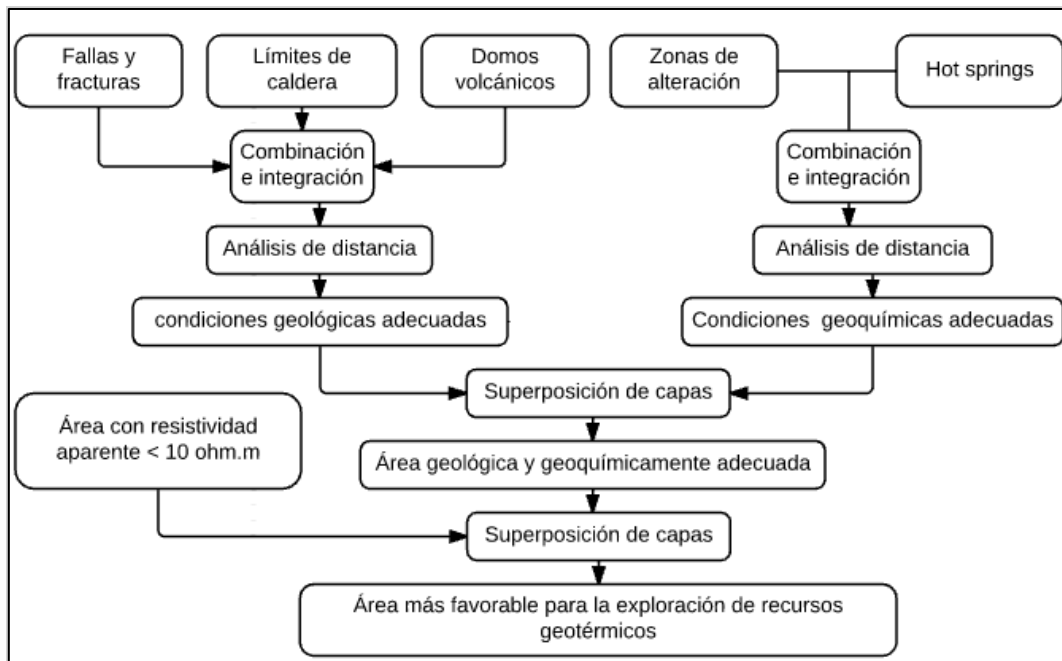 Fallas y
fracturas
Límites de
caldera
Domos
volcánicos
Zonas de
alteración
Hot springs
Combinación
e integración
Combinación
e integración
Análisis de distancia
Análisis de distancia
condiciones geológicas adecuadas
Condiciones geoquímicas adecuadas
Superposición de capas
Área con resistividad
aparente < 10 ohm.m
Área geológica y geoquímicamente adecuada
Superposición de capas
Área más favorable para la exploración de recursos
geotérmicos